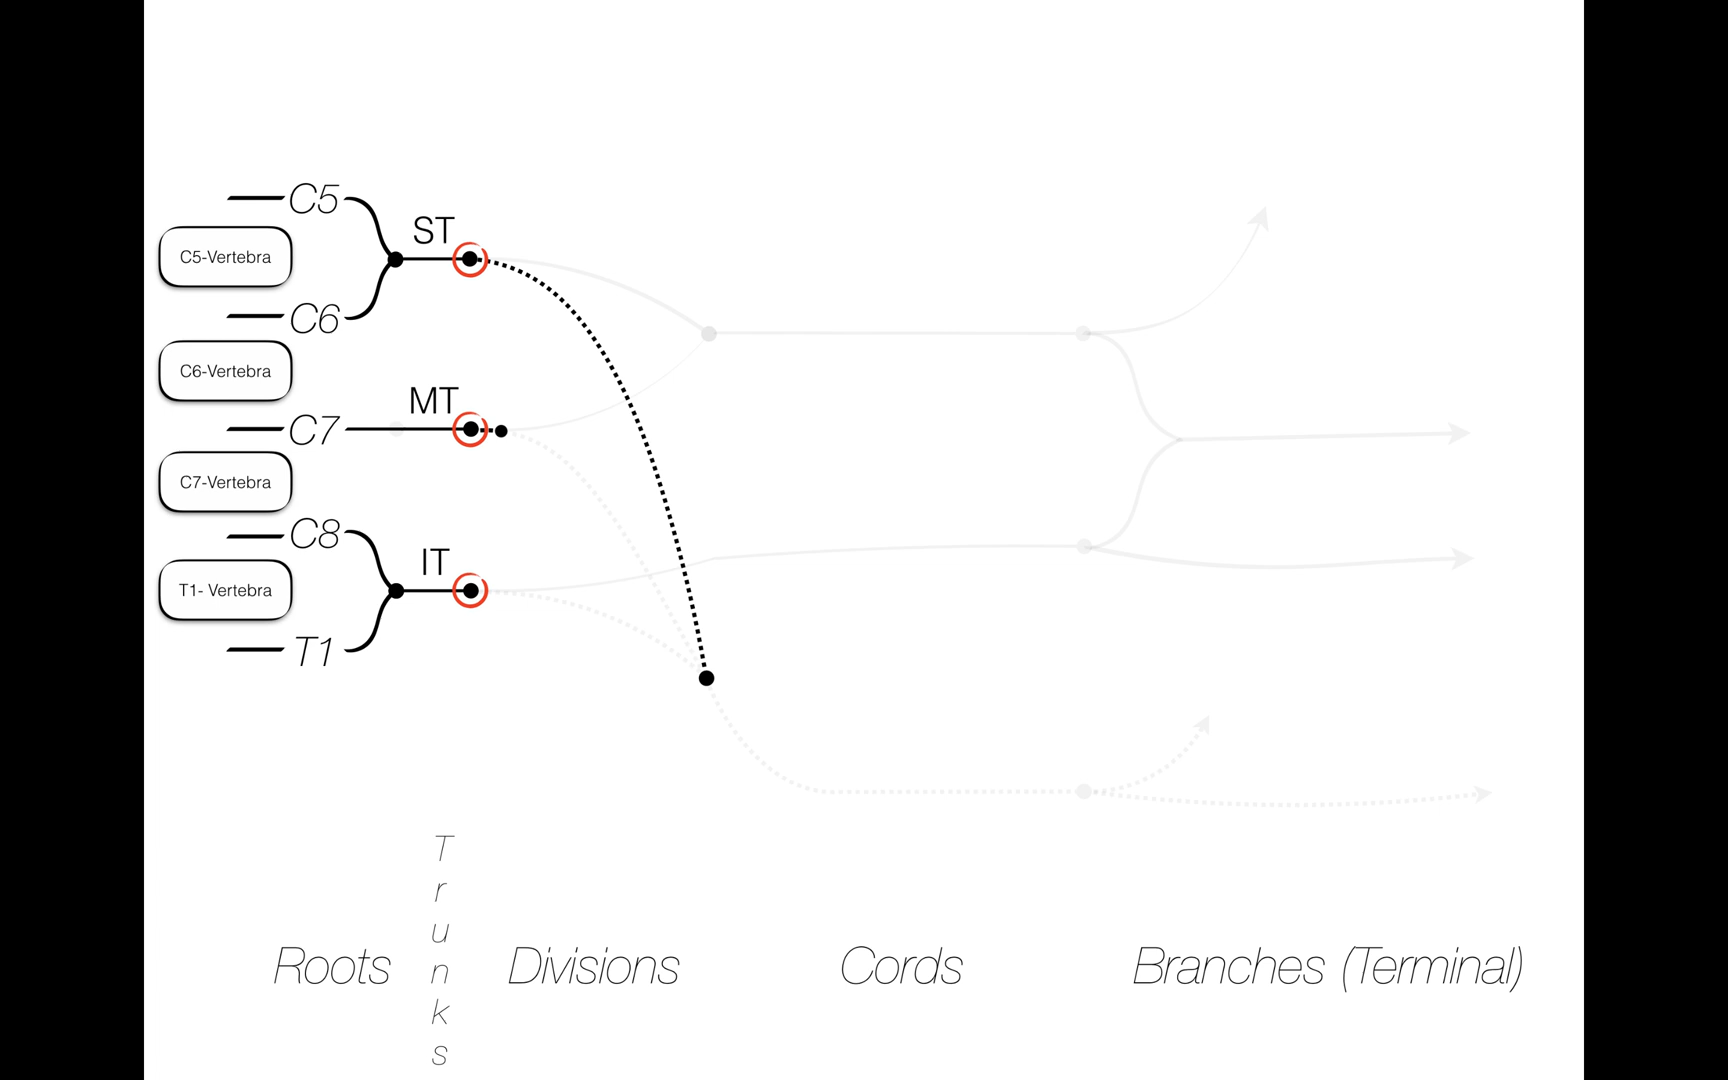 C5
ST
C5-Vertebra
C6
C6-Vertebra
MT
C7
C7-Vertebra
C8
IT
T1- Vertebra
T1
Roots
Trunks
Divisions
Cords
Branches (Terminal)